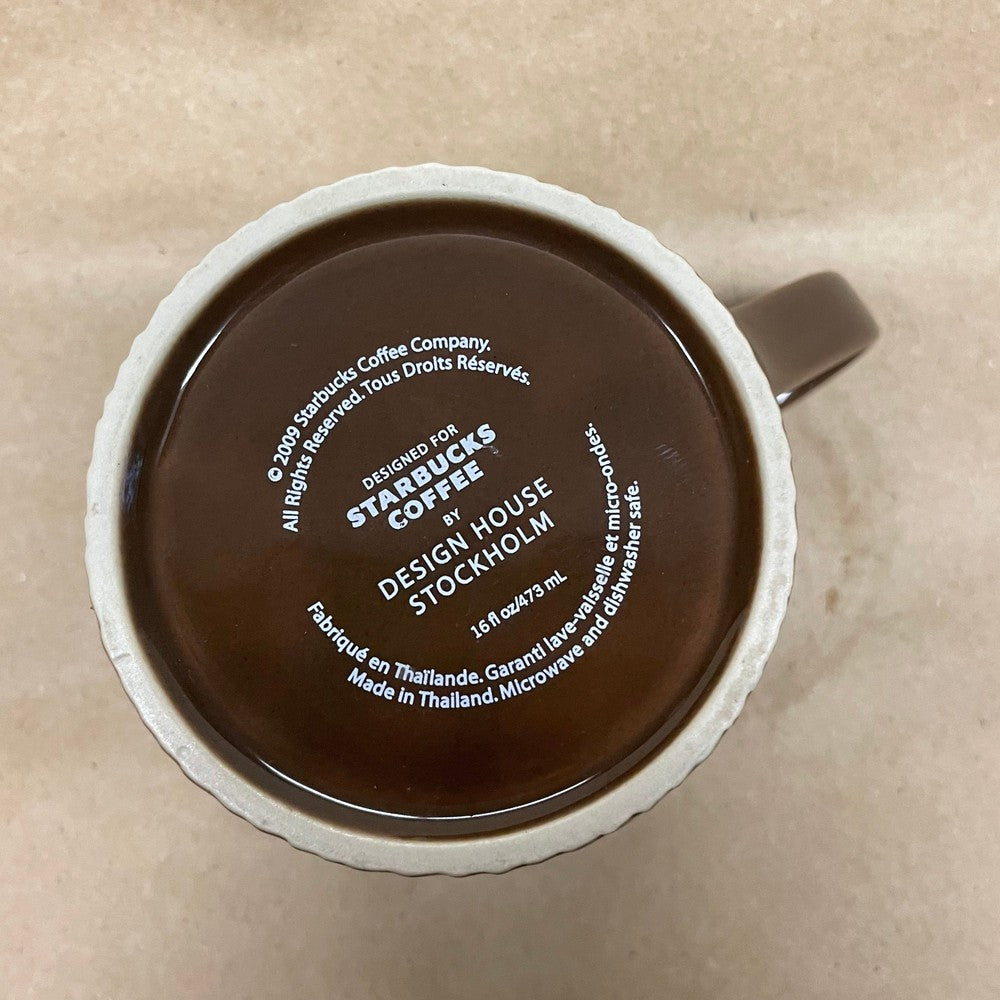 © 2009 Starbucks Coffee Company.
All Rights Reserved. Tous Droits Réservés.
DESIGNED FOR
STARBUCKS
COFFEE
BY
DESIGN HOUSE
STOCKHOLM
16 fl oz/473 mL
Fabriqué en Thaïlande. Garanti lave-vaisselle et micro-ondes.
Made in Thailand. Microwave and dishwasher safe.